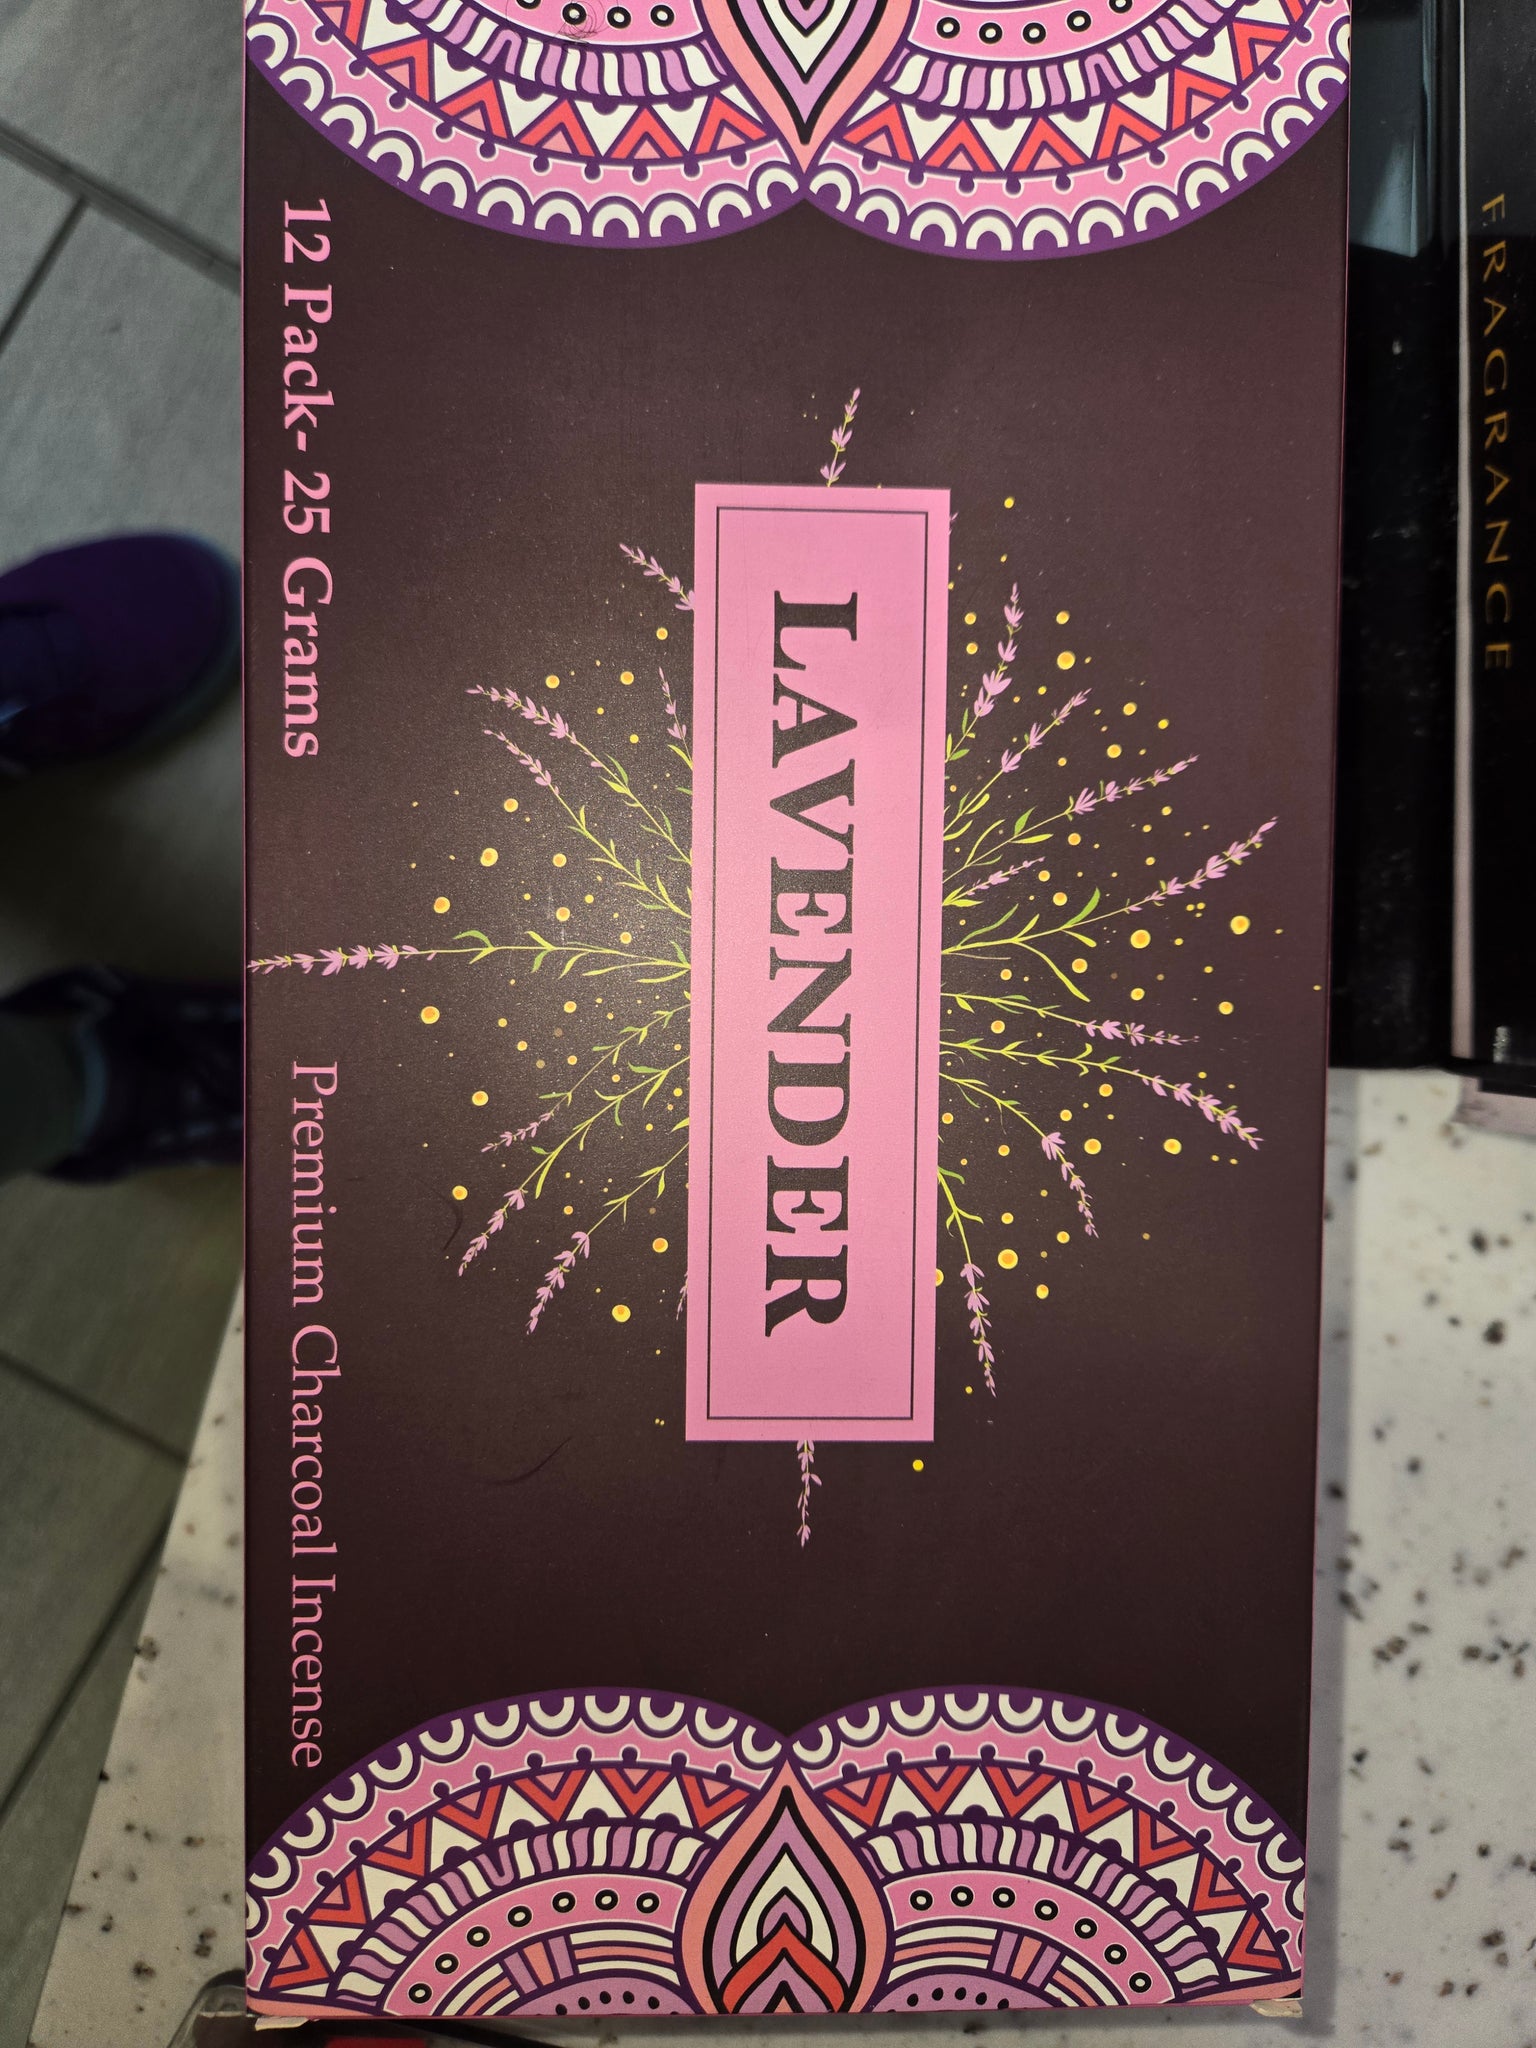 LAVENDER
12 Pack- 25 Grams
Premium Charcoal Incense
FRAGRANCE